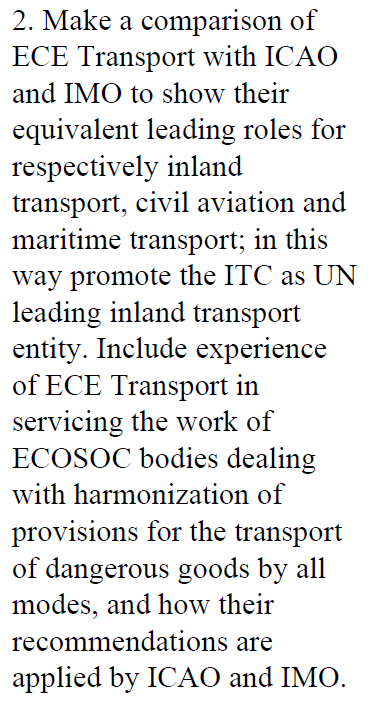 2. Make a comparison of
ECE Transport with ICAO
and IMO to show their
equivalent leading roles for
respectively inland
transport, civil aviation and
maritime transport; in this
way promote the ITC as UN
leading inland transport
entity. Include experience
of ECE Transport in
servicing the work of
ECOSOC bodies dealing
with harmonization of
provisions for the transport
of dangerous goods by all
modes, and how their
recommendations are
applied by ICAO and IMO.